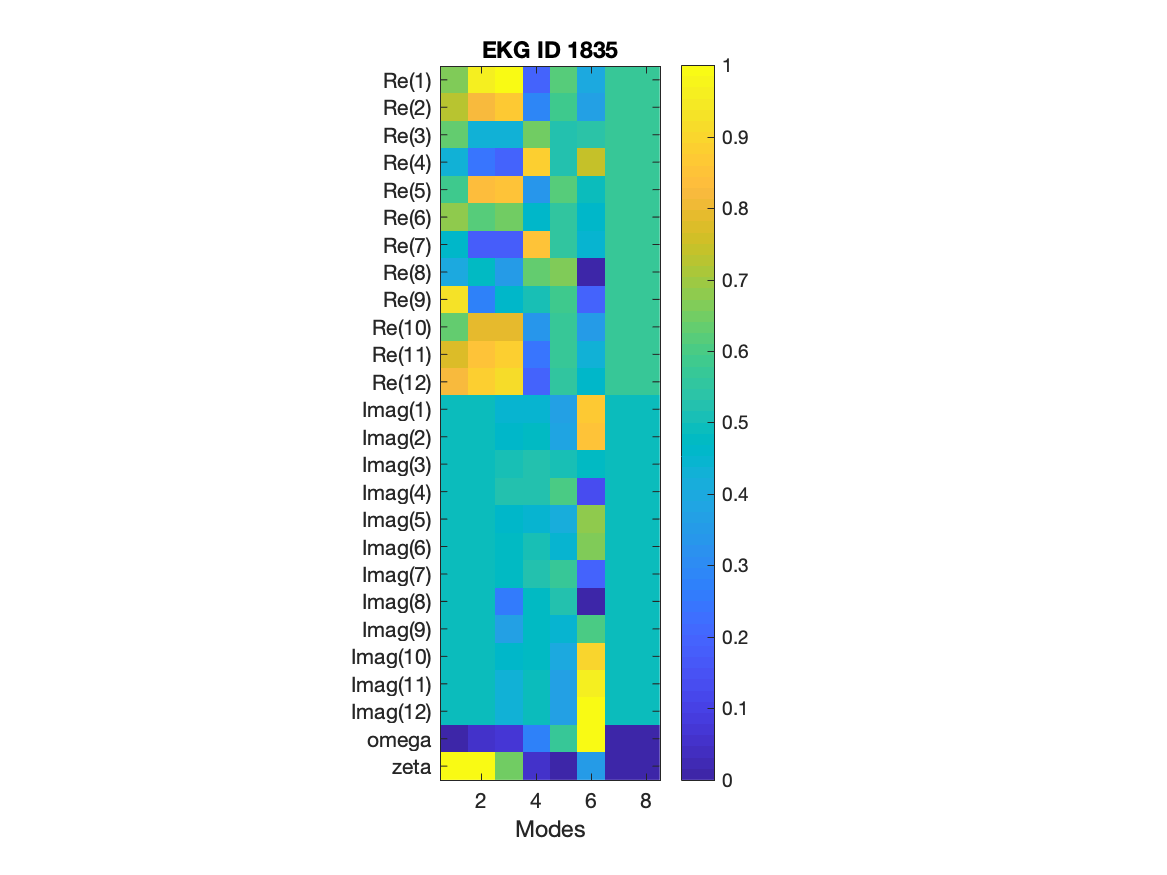 EKG ID 1835
Re(1)
Re(2)
Re(3)
Re(4)
Re(5)
Re(6)
Re(7)
Re(8)
Re(9)
Re(10)
Re(11)
Re(12)
Imag(1)
Imag(2)
Imag(3)
Imag(4)
Imag(5)
Imag(6)
Imag(7)
Imag(8)
Imag(9)
Imag(10)
Imag(11)
Imag(12)
omega
zeta
2 4 6 8
Modes
1
0.9
0.8
0.7
0.6
0.5
0.4
0.3
0.2
0.1
0